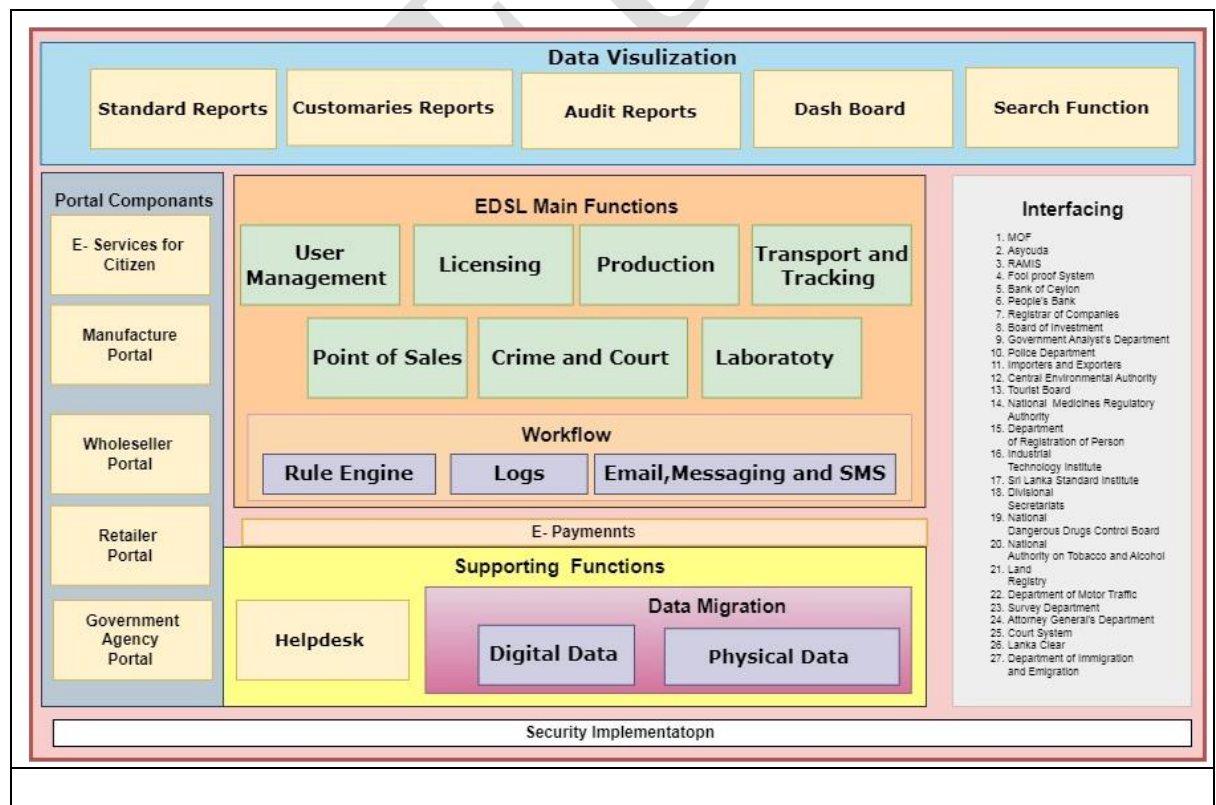 Data Visulization
Standard Reports
Customaries Reports
Audit Reports
Dash Board
Search Function
Portal Componants
E- Services for
Citizen
Manufacture
Portal
Wholeseller
Portal
Retailer
Portal
Government
Agency
Portal
EDSL Main Functions
User
Management
Licensing
Production
Transport and
Tracking
Point of Sales
Crime and Court
Laboratoty
Workflow
Rule Engine
Logs
Email,Messaging and SMS
E- Paymennts
Supporting Functions
Helpdesk
Data Migration
Digital Data
Physical Data
Interfacing
1. MOF
2. Asycuda
3. RAMIS
4. Fool proof System
5. Bank of Ceylon
6. People's Bank
7. Registrar of Companies
8. Board of Investment
9. Government Analyst's Department
10. Police Department
11. Importers and Exporters
12. Central Environmental Authority
13. Tourist Board
14. National Medicines Regulatory
Authority
15. Department
of Registration of Person
16. Industrial
Technology Institute
17. Sri Lanka Standard Institute
18. Divisional
Secretariats
19. National
Dangerous Drugs Control Board
20. National
Authority on Tobacco and Alcohol
21. Land
Registry
22. Department of Motor Traffic
23. Survey Department
24. Attorney General's Department
25. Court System
26. Lanka Clear
27. Department of Immigration
and Emigration
Security Implementatopn